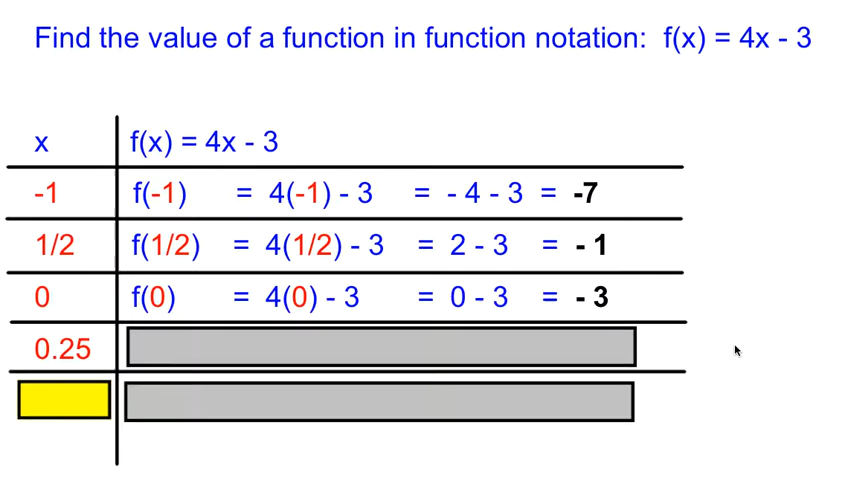 Find the value of a function in function notation: f(x) = 4x - 3
x f(x) = 4x - 3
-1 f(-1) = 4(-1) - 3 = - 4 - 3 = -7
1/2 f(1/2) = 4(1/2) - 3 = 2 - 3 = - 1
0 f(0) = 4(0) - 3 = 0 - 3 = - 3
0.25